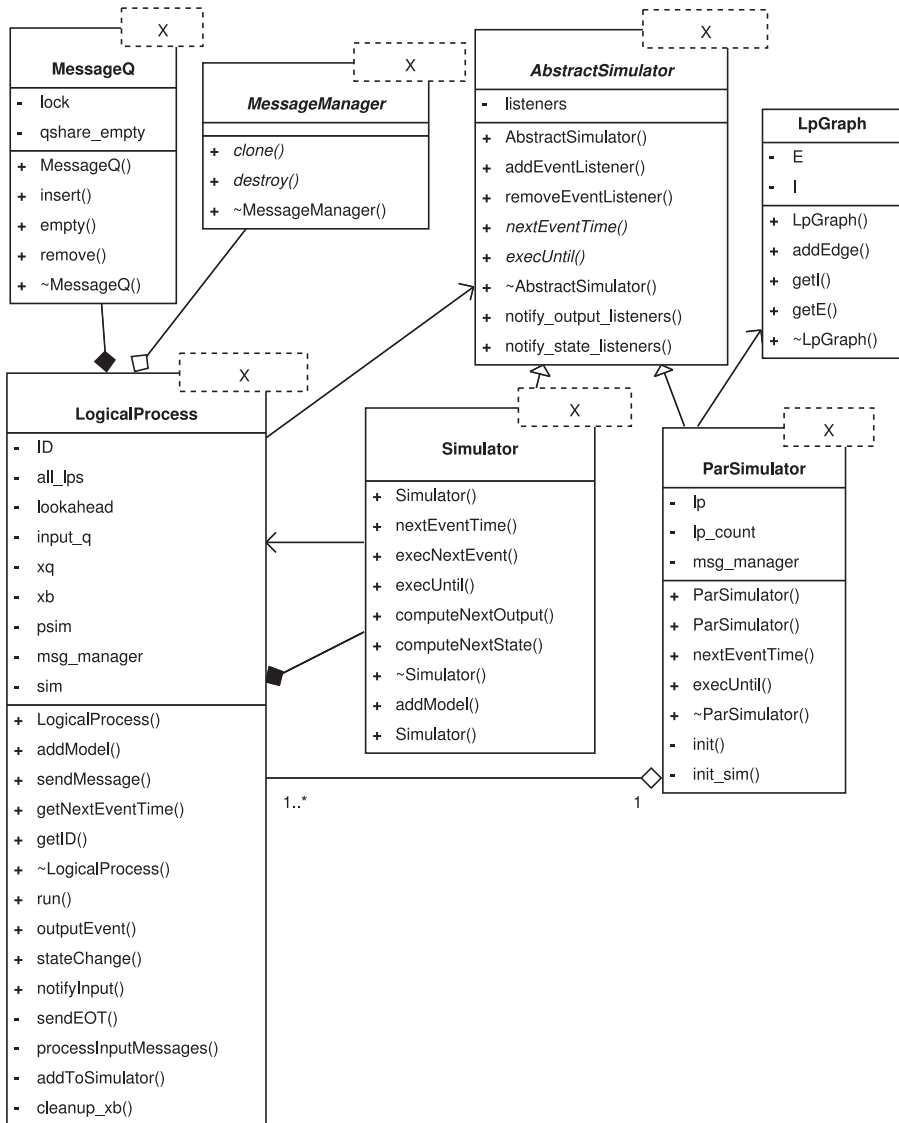 X
MessageQ
- lock
- qshare_empty
+ MessageQ()
+ insert()
+ empty()
+ remove()
+ ~MessageQ()
X
MessageManager
+ clone()
+ destroy()
+ ~MessageManager()
X
AbstractSimulator
- listeners
+ AbstractSimulator()
+ addEventListener()
+ removeEventListener()
+ nextEventTime()
+ execUntil()
+ ~AbstractSimulator()
+ notify_output_listeners()
+ notify_state_listeners()
LpGraph
- E
- I
+ LpGraph()
+ addEdge()
+ getI()
+ getE()
+ ~LpGraph()
X
LogicalProcess
- ID
- all_lps
- lookahead
- input_q
- xq
- xb
- psim
- msg_manager
- sim
+ LogicalProcess()
+ addModel()
+ sendMessage()
+ getNextEventTime()
+ getID()
+ ~LogicalProcess()
+ run()
+ outputEvent()
+ stateChange()
+ notifyInput()
- sendEOT()
- processInputMessages()
- addToSimulator()
- cleanup_xb()
X
Simulator
+ Simulator()
+ nextEventTime()
+ execNextEvent()
+ execUntil()
+ computeNextOutput()
+ computeNextState()
+ ~Simulator()
+ addModel()
+ Simulator()
X
ParSimulator
- lp
- lp_count
- msg_manager
+ ParSimulator()
+ ParSimulator()
+ nextEventTime()
+ execUntil()
+ ~ParSimulator()
- init()
- init_sim()
1..*
1